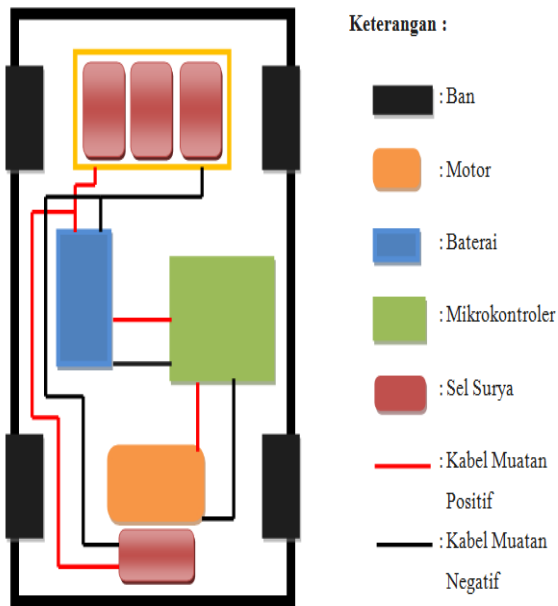 Keterangan :
: Ban
: Motor
: Baterai
: Mikrokontroler
: Sel Surya
: Kabel Muatan
Positif
: Kabel Muatan
Negatif